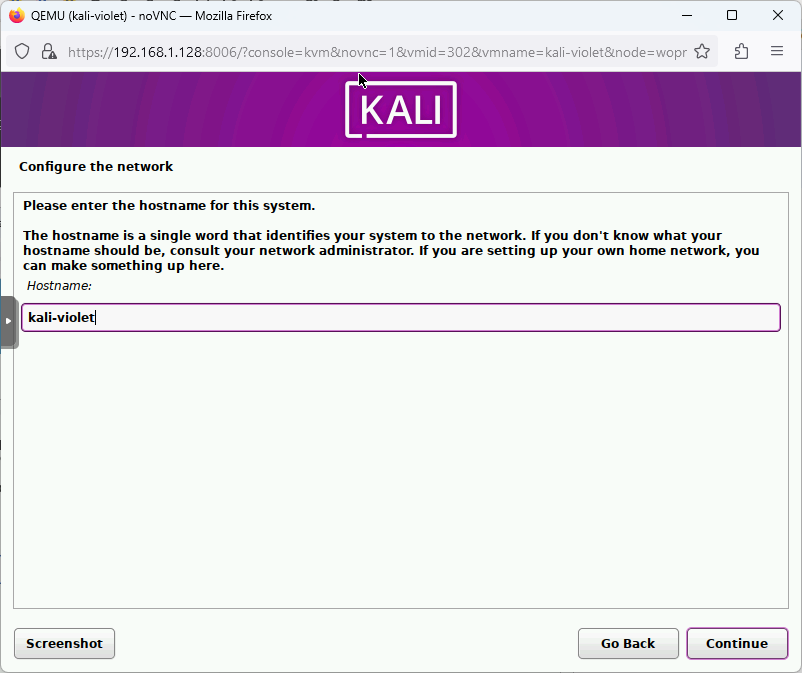 QEMU (kali-violet) - noVNC — Mozilla Firefox
https://192.168.1.128:8006/?console=kvm&novnc=1&vmid=302&vmname=kali-violet&node=wopr
KALI
Configure the network
Please enter the hostname for this system.
The hostname is a single word that identifies your system to the network. If you don't know what your
hostname should be, consult your network administrator. If you are setting up your own home network, you
can make something up here.
Hostname:
kali-violet
Screenshot
Go Back
Continue